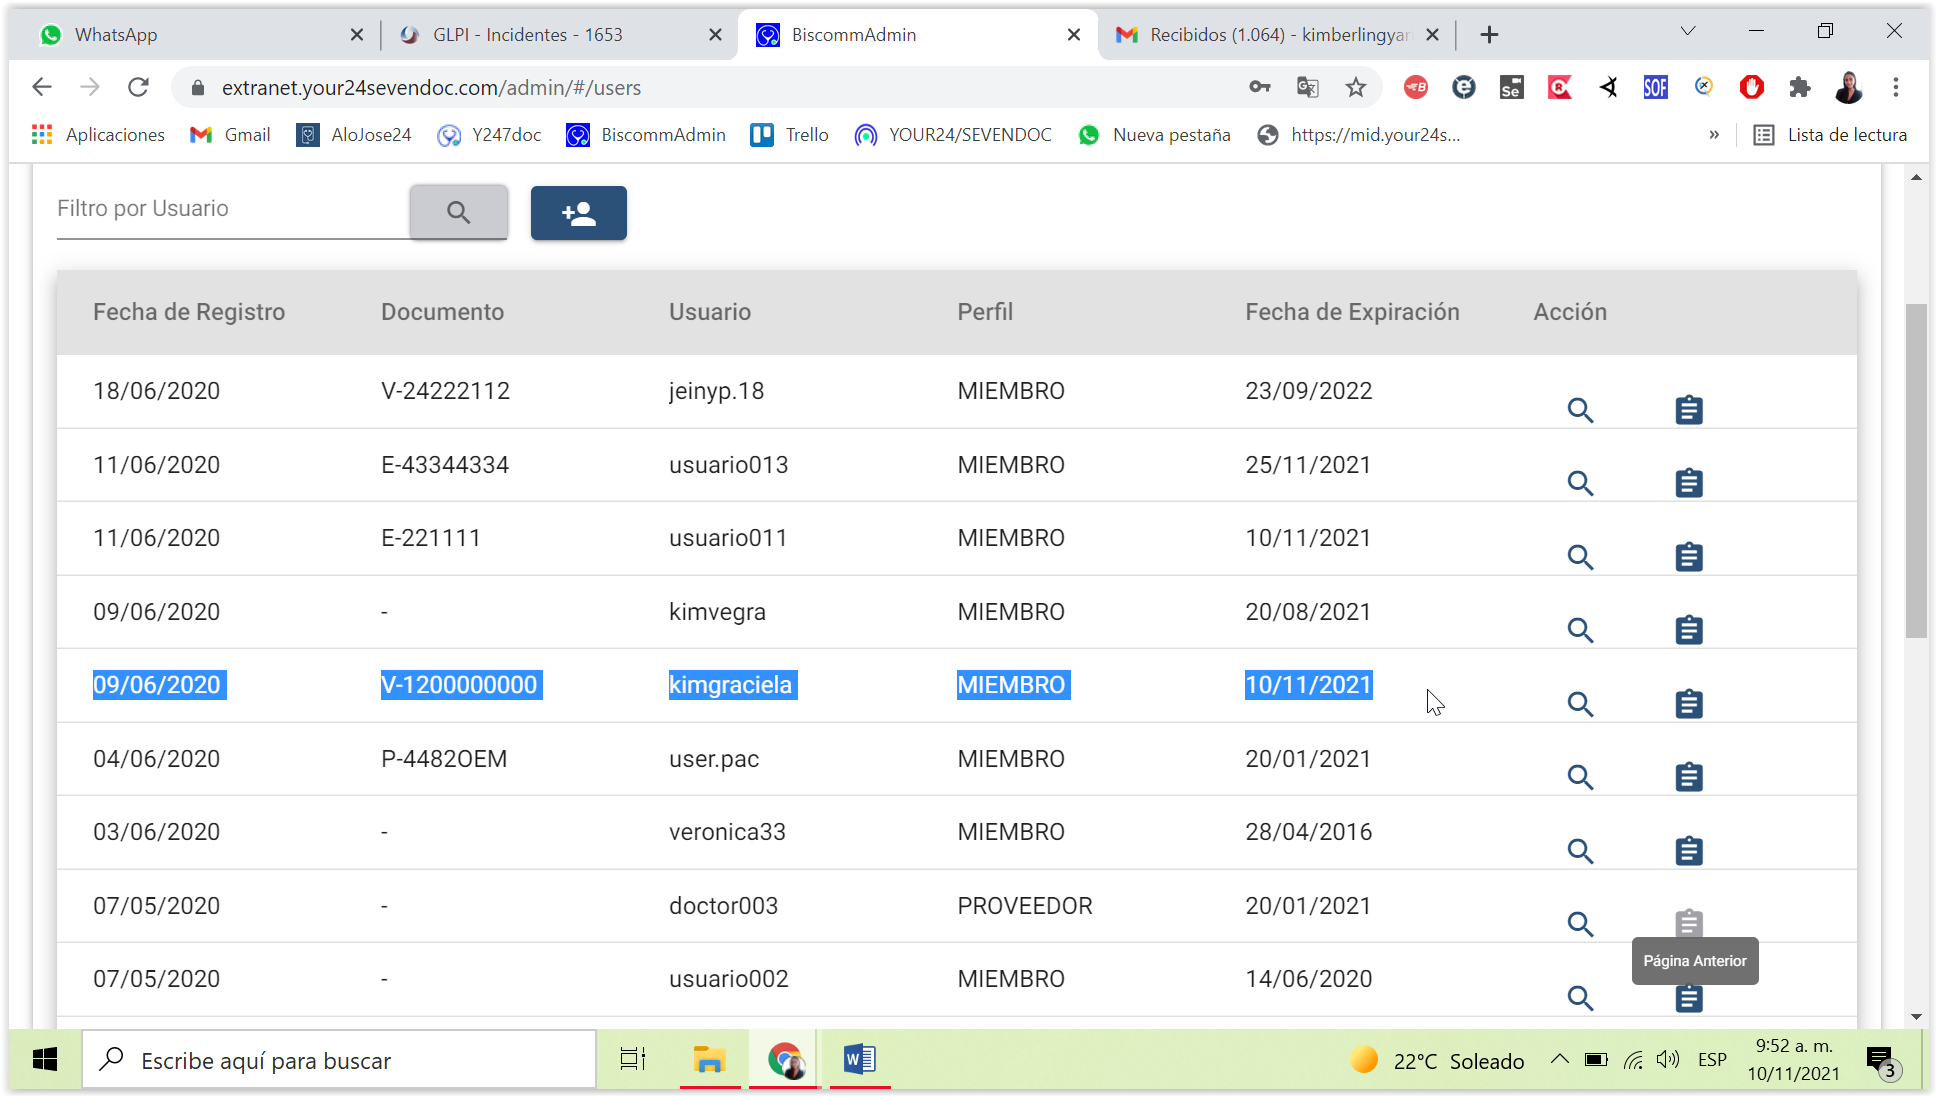 WhatsApp GLPI - Incidentes - 1653 BiscommAdmin Recibidos (1.064) - kimberlingyar
extranet.your24sevendoc.com/admin/#/users
Aplicaciones Gmail AloJose24 Y247doc BiscommAdmin Trello YOUR24/SEVENDOC Nueva pestaña https://mid.your24s... » Lista de lectura
Filtro por Usuario
Fecha de Registro Documento Usuario Perfil Fecha de Expiración Acción
18/06/2020 V-24222112 jeinyp.18 MIEMBRO 23/09/2022
11/06/2020 E-43344334 usuario013 MIEMBRO 25/11/2021
11/06/2020 E-221111 usuario011 MIEMBRO 10/11/2021
09/06/2020 - kimvegra MIEMBRO 20/08/2021
09/06/2020 V-1200000000 kimgraciela MIEMBRO 10/11/2021
04/06/2020 P-4482OEM user.pac MIEMBRO 20/01/2021
03/06/2020 - veronica33 MIEMBRO 28/04/2016
07/05/2020 - doctor003 PROVEEDOR 20/01/2021
Página Anterior
07/05/2020 - usuario002 MIEMBRO 14/06/2020
Escribe aquí para buscar 22°C Soleado ESP 9:52 a. m.
10/11/2021 3